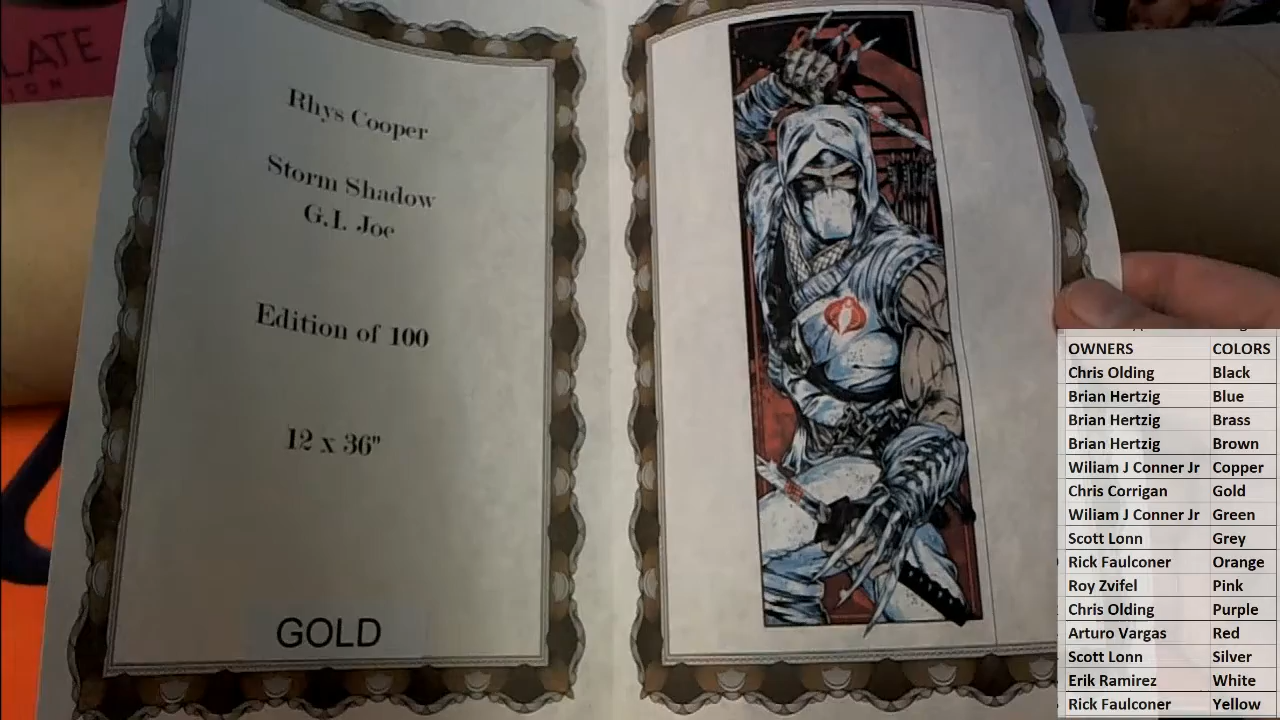 LATE
ION
Rhys Cooper
Storm Shadow
G.I. Joe
Edition of 100
12 x 36"
GOLD
OWNERS COLORS
Chris Olding Black
Brian Hertzig Blue
Brian Hertzig Brass
Brian Hertzig Brown
Wiliam J Conner Jr Copper
Chris Corrigan Gold
Wiliam J Conner Jr Green
Scott Lonn Grey
Rick Faulconer Orange
Roy Zvifel Pink
Chris Olding Purple
Arturo Vargas Red
Scott Lonn Silver
Erik Ramirez White
Rick Faulconer Yellow